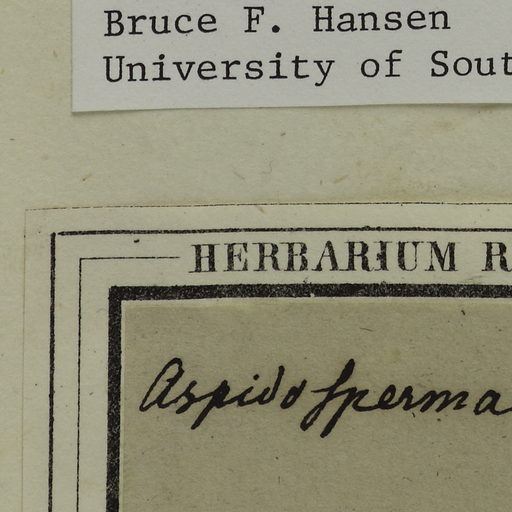 Bruce F. Hansen
University of Sout
HERBARIUM R
Aspidosperma